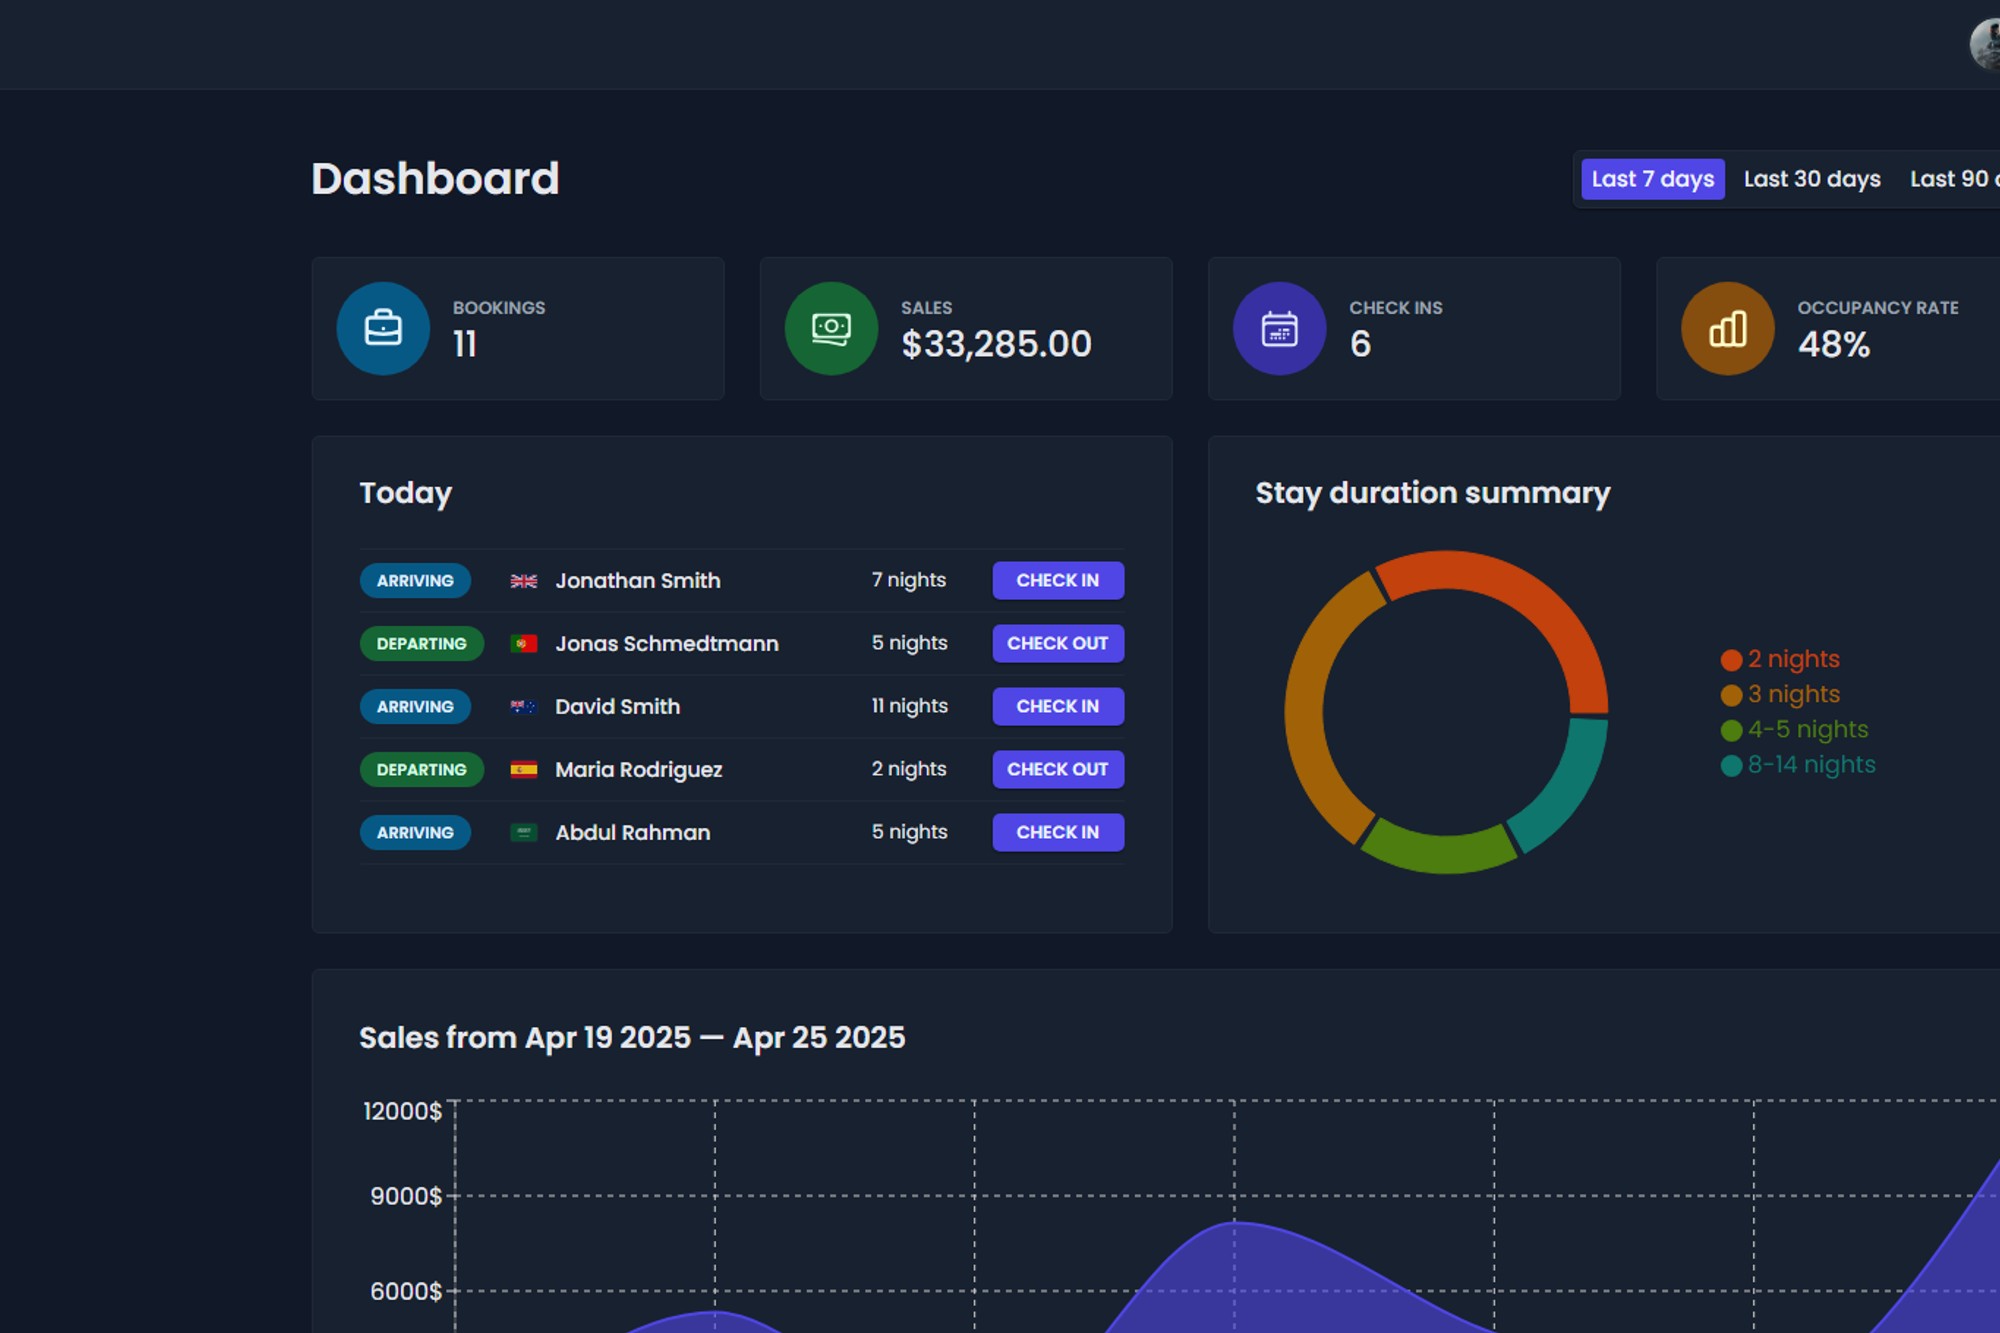 Dashboard
Last 7 days Last 30 days Last 90
BOOKINGS
11
SALES
$33,285.00
CHECK INS
6
OCCUPANCY RATE
48%
Today
ARRIVING Jonathan Smith 7 nights CHECK IN
DEPARTING Jonas Schmedtmann 5 nights CHECK OUT
ARRIVING David Smith 11 nights CHECK IN
DEPARTING Maria Rodriguez 2 nights CHECK OUT
ARRIVING Abdul Rahman 5 nights CHECK IN
Stay duration summary
2 nights
3 nights
4-5 nights
8-14 nights
Sales from Apr 19 2025 — Apr 25 2025
12000$
9000$
6000$